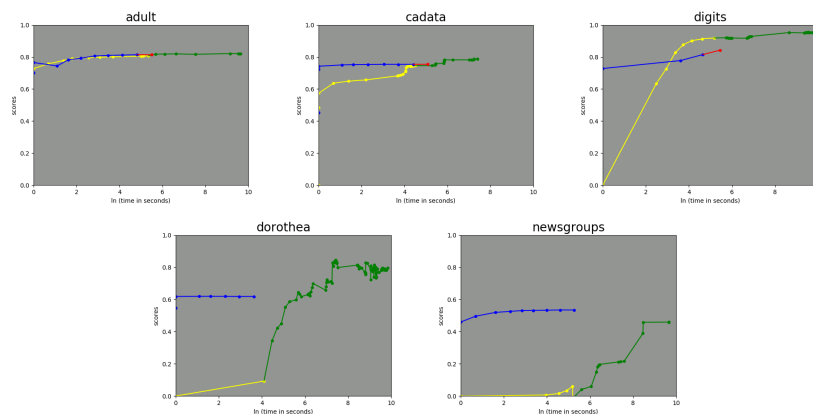 adult
cadata
digits
1.0 0.8 0.6 0.4 0.2 0.0
scores
0 2 4 6 8 10
ln (time in seconds)
1.0 0.8 0.6 0.4 0.2 0.0
scores
0 2 4 6 8 10
ln (time in seconds)
1.0 0.8 0.6 0.4 0.2 0.0
scores
0 2 4 6 8
ln (time in seconds)
dorothea
newsgroups
1.0 0.8 0.6 0.4 0.2 0.0
scores
0 2 4 6 8 10
ln (time in seconds)
1.0 0.8 0.6 0.4 0.2 0.0
scores
0 2 4 6 8 10
ln (time in seconds)